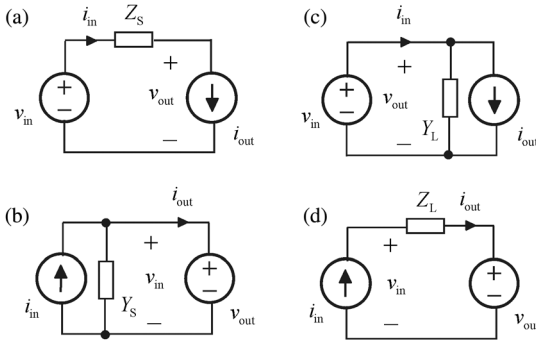 (a)
i_in
Z_S
+
+
−
v_in
v_out
i_out
−
(c)
i_in
+
+
−
v_in
v_out
Y_L
i_out
−
(b)
i_out
+
i_in
Y_S
v_in
+
−
v_out
−
(d)
Z_L
i_out
+
i_in
v_in
+
−
v_out
−